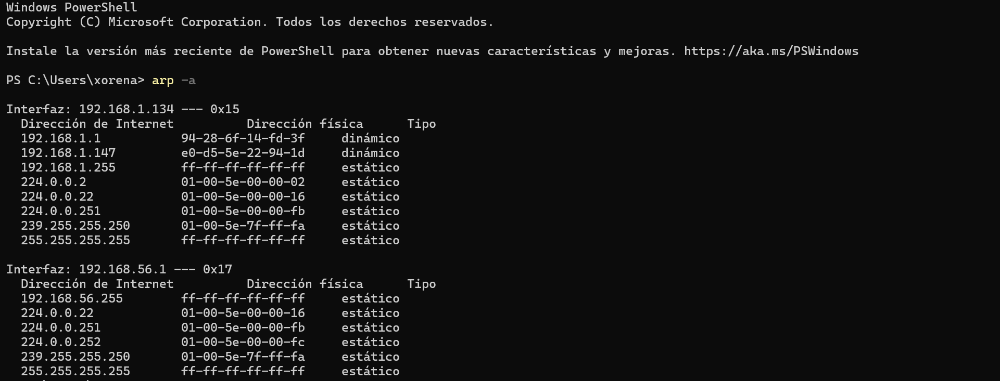 Windows PowerShell
Copyright (C) Microsoft Corporation. Todos los derechos reservados.
Instale la versión más reciente de PowerShell para obtener nuevas características y mejoras. https://aka.ms/PSWindows
PS C:\Users\xorena> arp -a
Interfaz: 192.168.1.134 --- 0x15
  Dirección de Internet          Dirección física      Tipo
  192.168.1.1           94-28-6f-14-fd-3f     dinámico
  192.168.1.147         e0-d5-5e-22-94-1d     dinámico
  192.168.1.255         ff-ff-ff-ff-ff-ff     estático
  224.0.0.2             01-00-5e-00-00-02     estático
  224.0.0.22            01-00-5e-00-00-16     estático
  224.0.0.251           01-00-5e-00-00-fb     estático
  239.255.255.250       01-00-5e-7f-ff-fa     estático
  255.255.255.255       ff-ff-ff-ff-ff-ff     estático
Interfaz: 192.168.56.1 --- 0x17
  Dirección de Internet          Dirección física      Tipo
  192.168.56.255        ff-ff-ff-ff-ff-ff     estático
  224.0.0.22            01-00-5e-00-00-16     estático
  224.0.0.251           01-00-5e-00-00-fb     estático
  224.0.0.252           01-00-5e-00-00-fc     estático
  239.255.255.250       01-00-5e-7f-ff-fa     estático
  255.255.255.255       ff-ff-ff-ff-ff-ff     estático